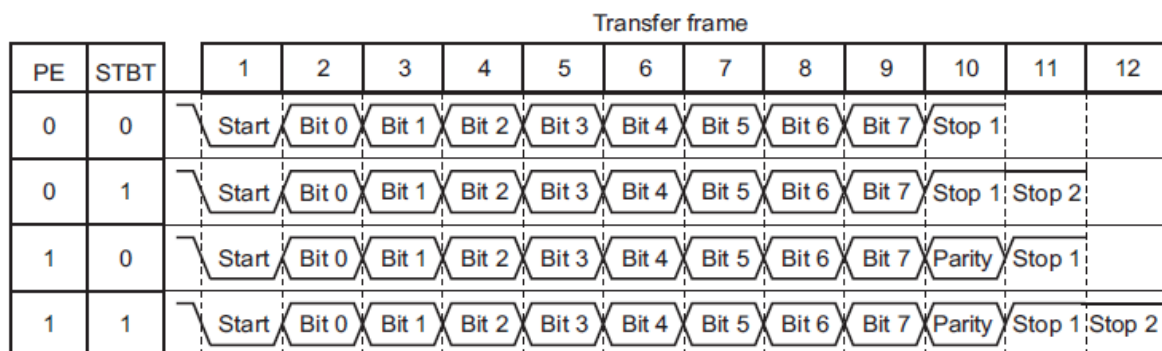 Transfer frame
PE STBT 1 2 3 4 5 6 7 8 9 10 11 12
0 0 Start Bit 0 Bit 1 Bit 2 Bit 3 Bit 4 Bit 5 Bit 6 Bit 7 Stop 1
0 1 Start Bit 0 Bit 1 Bit 2 Bit 3 Bit 4 Bit 5 Bit 6 Bit 7 Stop 1 Stop 2
1 0 Start Bit 0 Bit 1 Bit 2 Bit 3 Bit 4 Bit 5 Bit 6 Bit 7 Parity Stop 1
1 1 Start Bit 0 Bit 1 Bit 2 Bit 3 Bit 4 Bit 5 Bit 6 Bit 7 Parity Stop 1 Stop 2